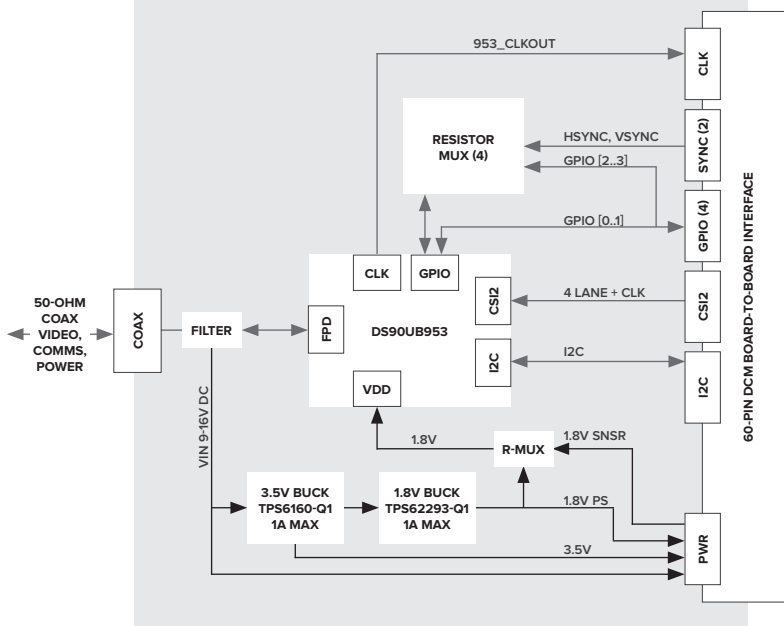 953_CLKOUT
CLK
RESISTOR
MUX (4)
HSYNC, VSYNC
SYNC (2)
GPIO [2..3]
GPIO [0..1]
GPIO (4)
CLK
GPIO
CSI2
4 LANE + CLK
CSI2
50-OHM
COAX
VIDEO,
COMMS,
POWER
COAX
FILTER
FPD
DS90UB953
I2C
I2C
I2C
VDD
60-PIN DCM BOARD-TO-BOARD INTERFACE
VIN 9-16V DC
1.8V
R-MUX
1.8V SNSR
3.5V BUCK
TPS6160-Q1
1A MAX
1.8V BUCK
TPS62293-Q1
1A MAX
1.8V PS
3.5V
PWR